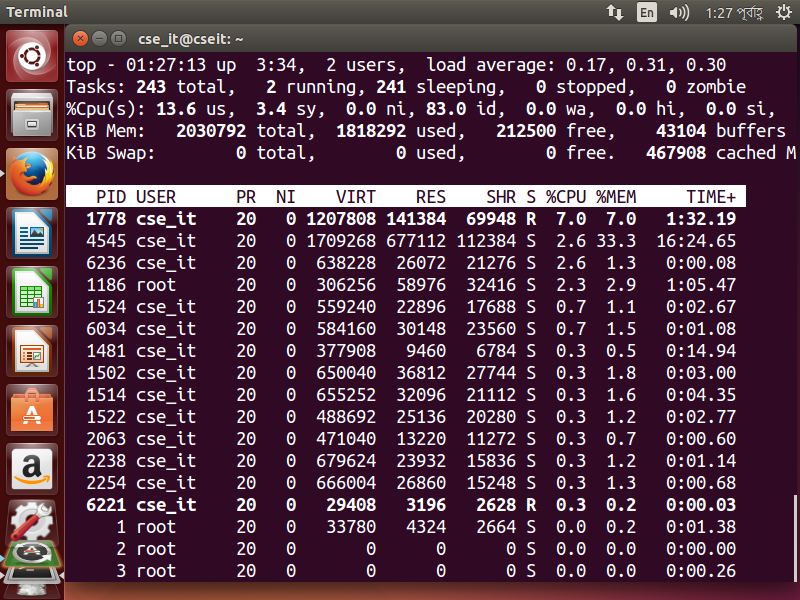 Terminal
En
1:27 পূর্বাহ্ণ
cse_it@cseit: ~
top - 01:27:13 up  3:34,  2 users,  load average: 0.17, 0.31, 0.30
Tasks: 243 total,   2 running, 241 sleeping,   0 stopped,   0 zombie
%Cpu(s): 13.6 us,  3.4 sy,  0.0 ni, 83.0 id,  0.0 wa,  0.0 hi,  0.0 si,
KiB Mem:   2030792 total,  1818292 used,   212500 free,    43104 buffers
KiB Swap:        0 total,        0 used,        0 free.   467908 cached M
PID USER      PR  NI    VIRT    RES    SHR S %CPU %MEM     TIME+
1778 cse_it    20   0 1207808 141384  69948 R  7.0  7.0   1:32.19
4545 cse_it    20   0 1709268 677112 112384 S  2.6 33.3  16:24.65
6236 cse_it    20   0  638228  26072  21276 S  2.6  1.3   0:00.08
1186 root      20   0  306256  58976  32416 S  2.3  2.9   1:05.47
1524 cse_it    20   0  559240  22896  17688 S  0.7  1.1   0:02.67
6034 cse_it    20   0  584160  30148  23560 S  0.7  1.5   0:01.08
1481 cse_it    20   0  377908   9460   6784 S  0.3  0.5   0:14.94
1502 cse_it    20   0  650040  36812  27744 S  0.3  1.8   0:03.00
1514 cse_it    20   0  655252  32096  21112 S  0.3  1.6   0:04.35
1522 cse_it    20   0  488692  25136  20280 S  0.3  1.2   0:02.77
2063 cse_it    20   0  471040  13220  11272 S  0.3  0.7   0:00.60
2238 cse_it    20   0  679624  23932  15836 S  0.3  1.2   0:01.14
2254 cse_it    20   0  666004  26860  15248 S  0.3  1.3   0:00.68
6221 cse_it    20   0   29408   3196   2628 R  0.3  0.2   0:00.03
1 root      20   0   33780   4324   2664 S  0.0  0.2   0:01.38
2 root      20   0       0      0      0 S  0.0  0.0   0:00.00
3 root      20   0       0      0      0 S  0.0  0.0   0:00.26